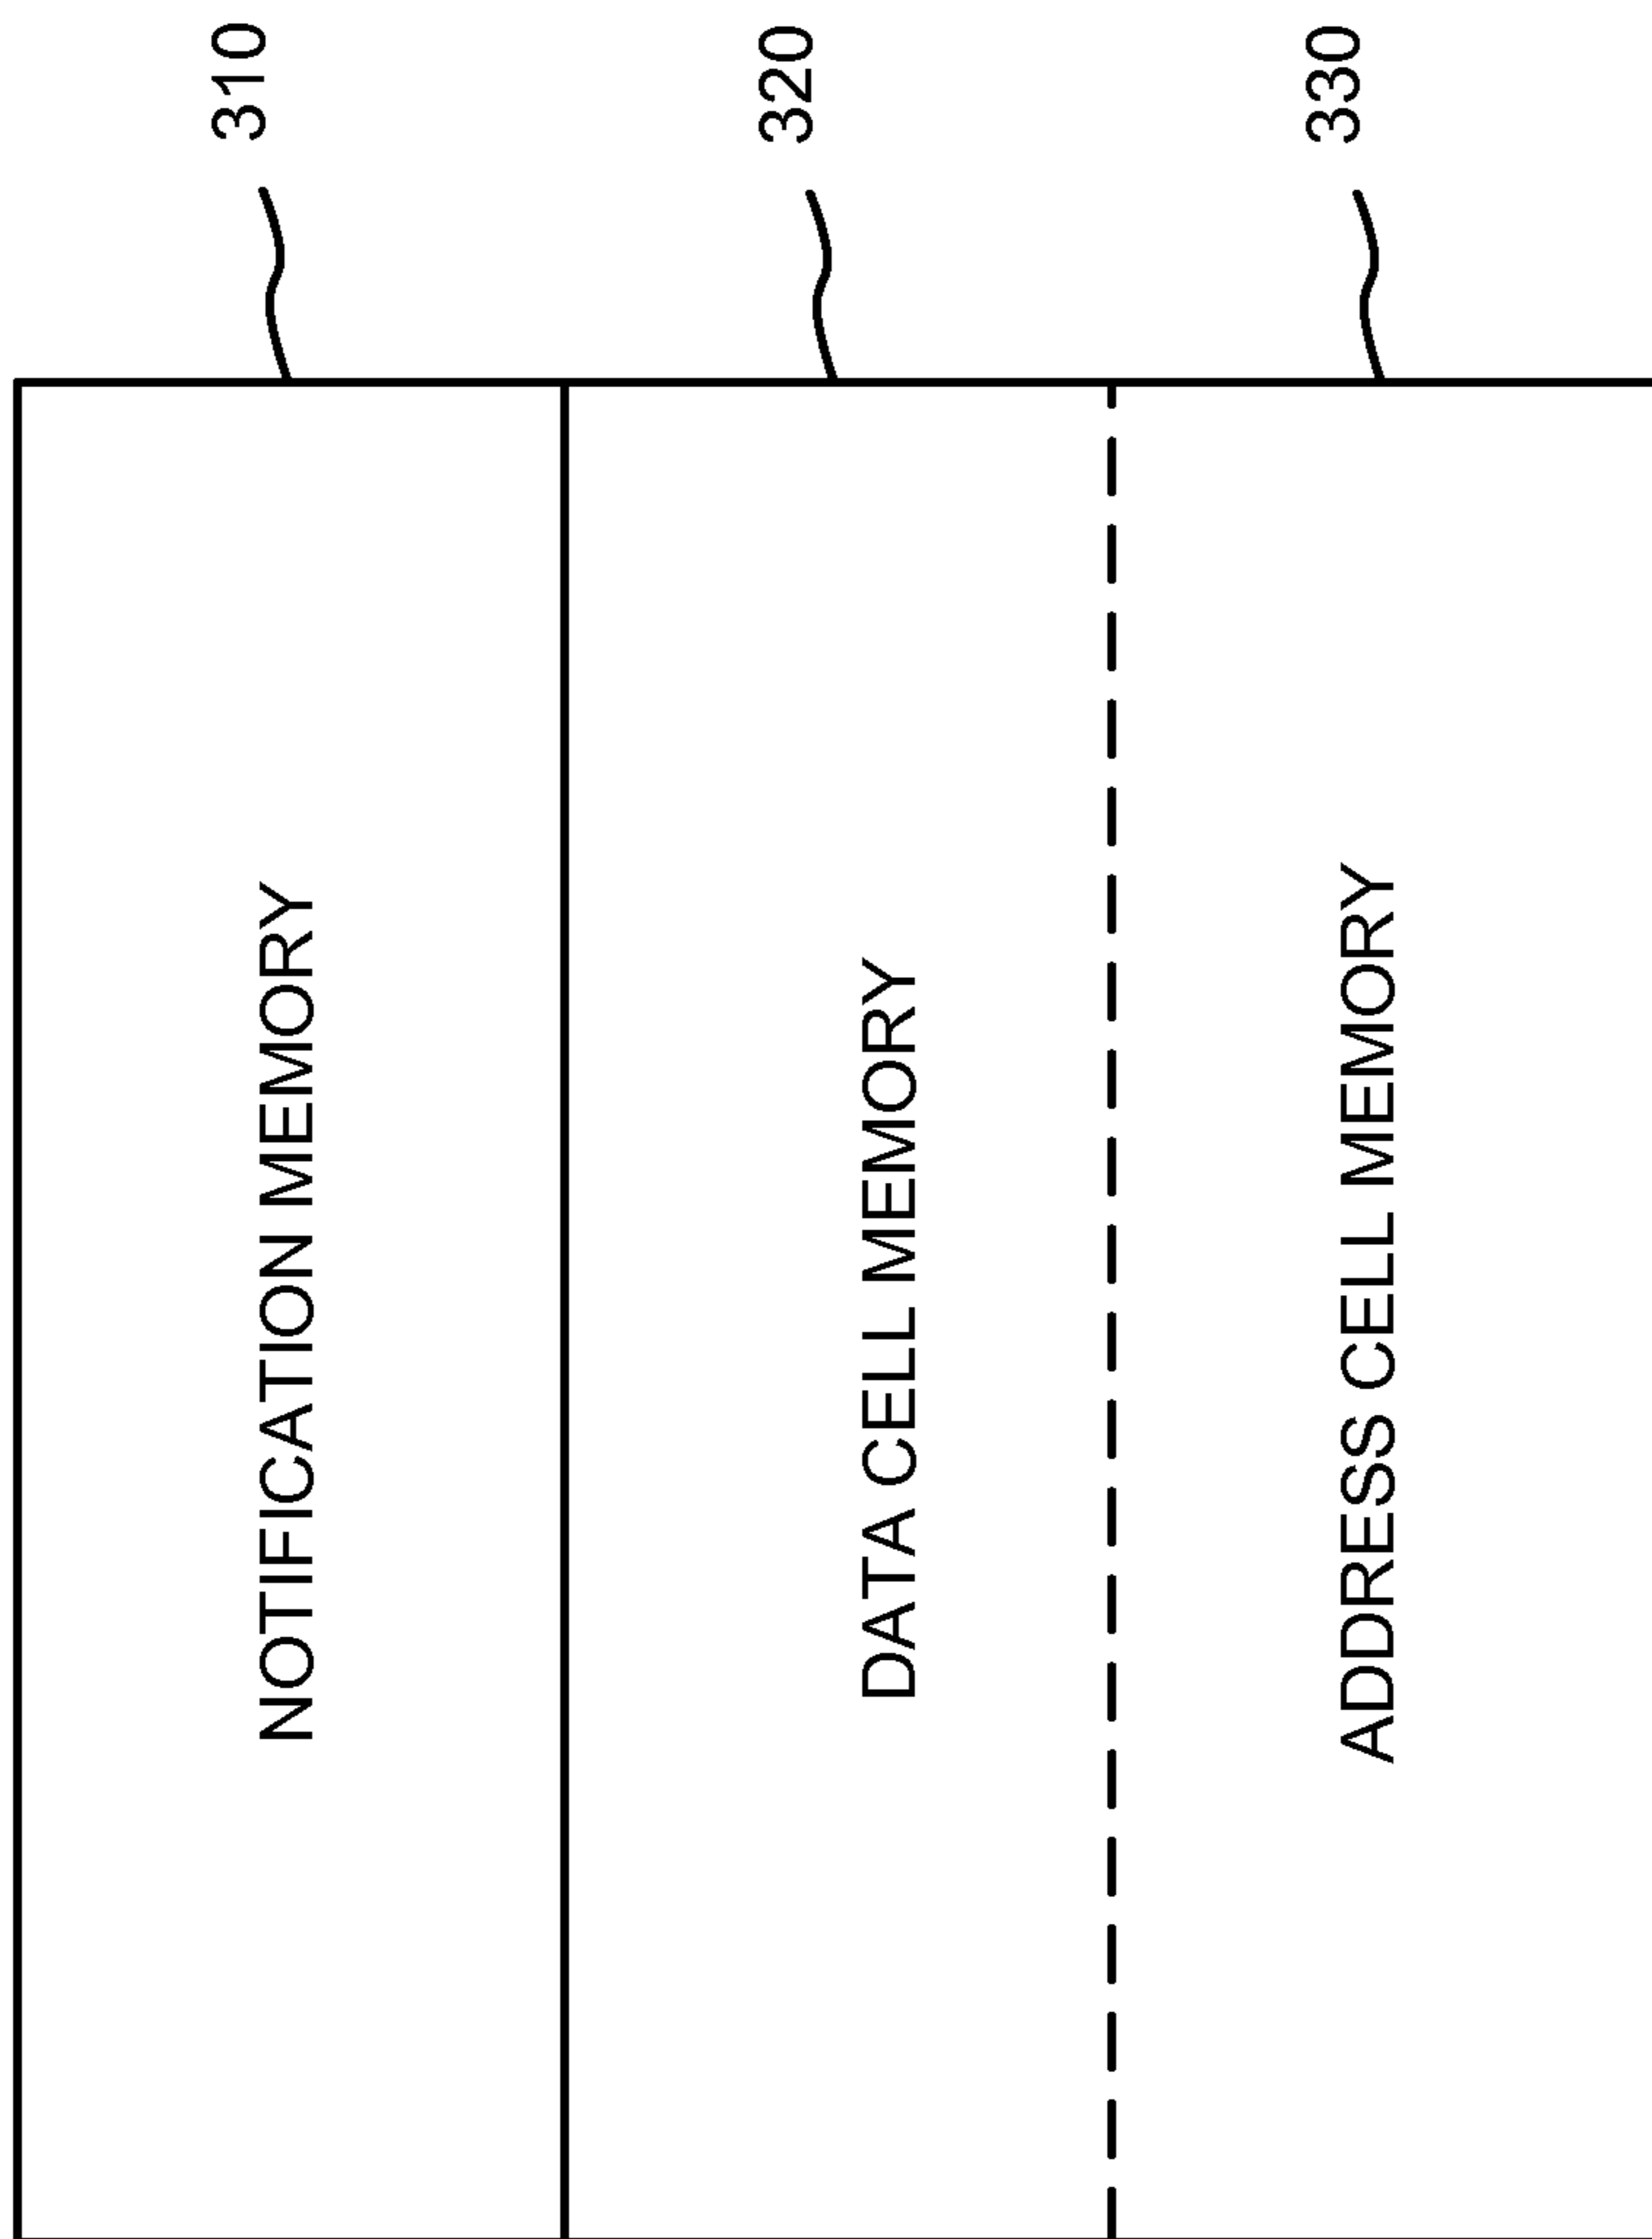 NOTIFICATION MEMORY
310
DATA CELL MEMORY
320
ADDRESS CELL MEMORY
330